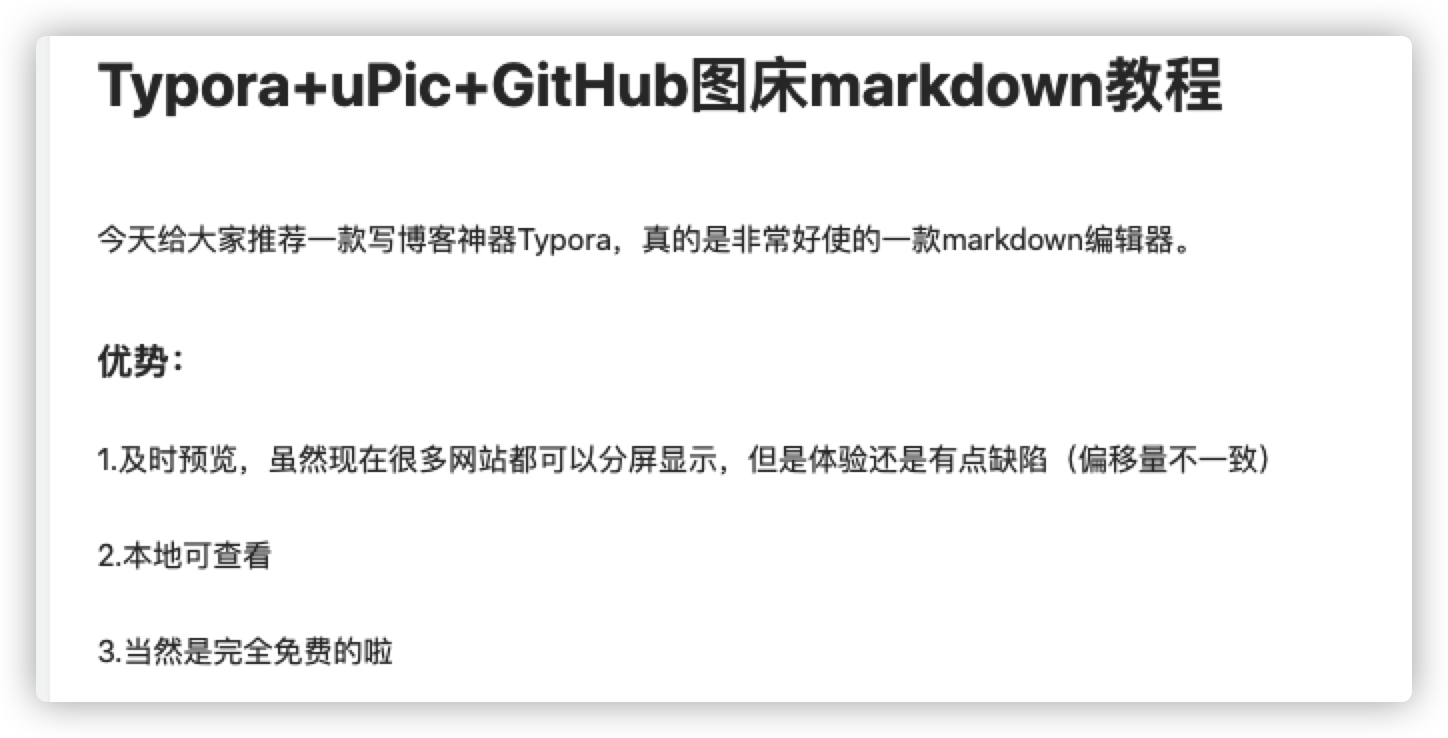 Typora+uPic+GitHub图床markdown教程
今天给大家推荐一款写博客神器Typora，真的是非常好使的一款markdown编辑器。
优势：
1.及时预览，虽然现在很多网站都可以分屏显示，但是体验还是有点缺陷（偏移量不一致）
2.本地可查看
3.当然是完全免费的啦